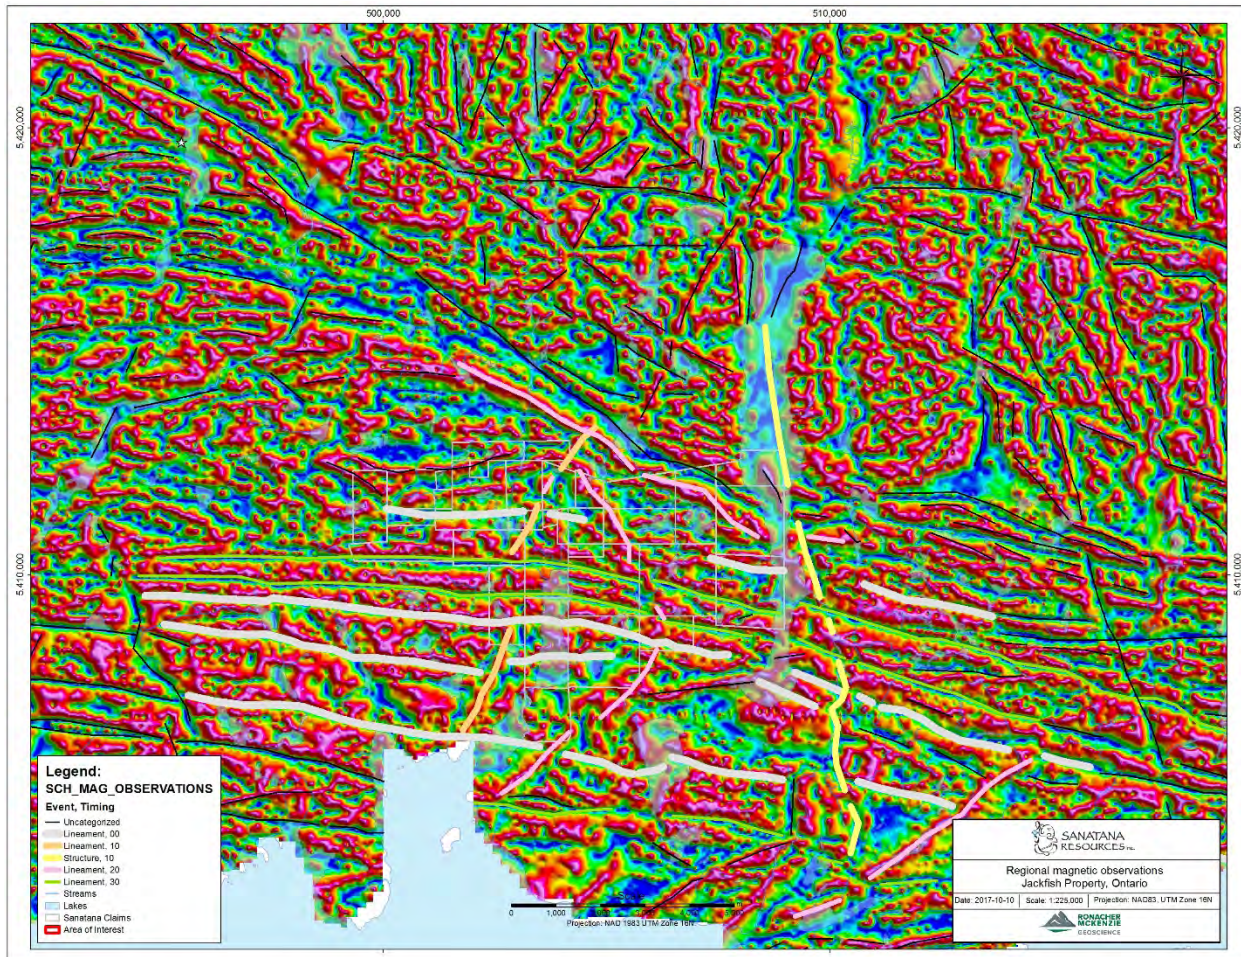 500,000
510,000
5,420,000
5,420,000
5,410,000
5,410,000
Legend:
SCH_MAG_OBSERVATIONS
Event, Timing
Uncategorized
Lineament, 00
Lineament, 10
Structure, 10
Lineament, 20
Lineament, 30
Streams
Lakes
Sanatana Claims
Area of Interest
0
1,000
Projection: NAD 1983 UTM Zone 16N
SANATANA
RESOURCES INC.
Regional magnetic observations
Jackfish Property, Ontario
Date: 2017-10-10 Scale: 1:225,000 Projection: NAD83, UTM Zone 16N
RONACHER
MCKENZIE
GEOSCIENCE